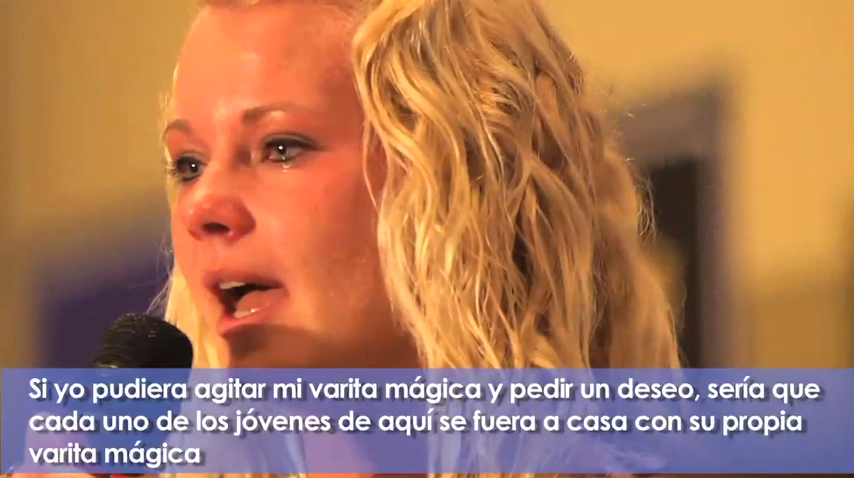 Si yo pudiera agitar mi varita mágica y pedir un deseo, sería que
cada uno de los jóvenes de aquí se fuera a casa con su propia
varita mágica